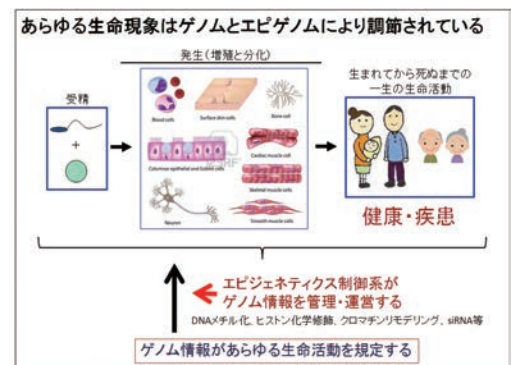 あらゆる生命現象はゲノムとエピゲノムにより調節されている
発生(増殖と分化)
受精
+
Blood cells
Surface skin cells
Bone cell
Columnar epithelial and goblet cells
Cardiac muscle cell
Skeletal muscle cells
Neuron
Smooth muscle cells
生まれてから死ぬまでの
一生の生命活動
健康・疾患
エピジェネティクス制御系が
ゲノム情報を管理・運営する
DNAメチル化、ヒストン化学修飾、クロマチンリモデリング、siRNA等
ゲノム情報があらゆる生命活動を規定する